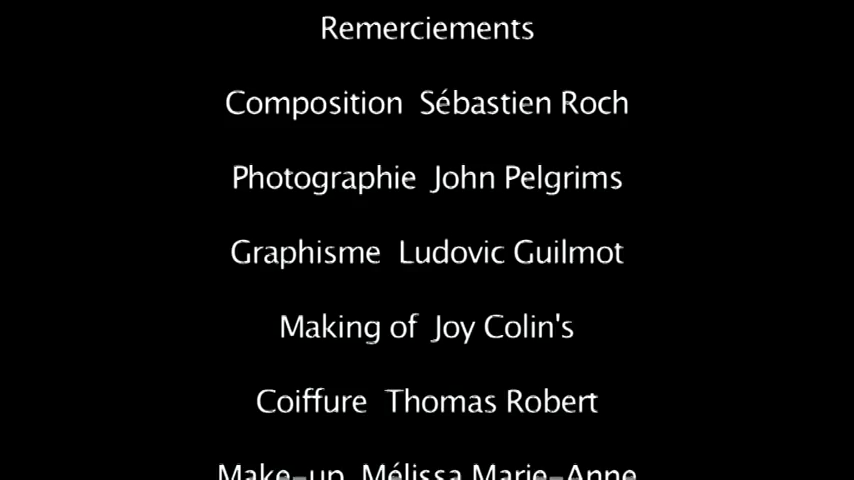 Remerciements
Composition Sébastien Roch
Photographie John Pelgrims
Graphisme Ludovic Guilmot
Making of Joy Colin's
Coiffure Thomas Robert
Make-up Mélissa Marie-Anne